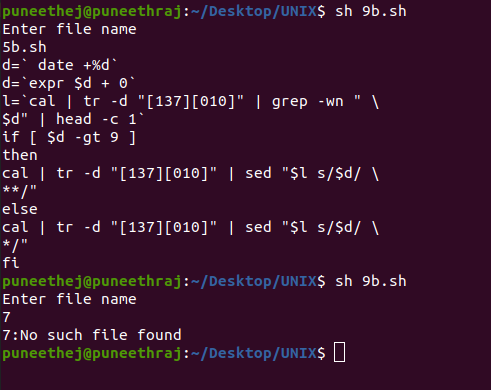 puneethej@puneethraj:~/Desktop/UNIX$ sh 9b.sh
Enter file name
5b.sh
d=` date +%d`
d=`expr $d + 0`
l=`cal | tr -d "[137][010]" | grep -wn " \
$d" | head -c 1`
if [ $d -gt 9 ]
then
cal | tr -d "[137][010]" | sed "$l s/$d/ \
**/"
else
cal | tr -d "[137][010]" | sed "$l s/$d/ \
*/"
fi
puneethej@puneethraj:~/Desktop/UNIX$ sh 9b.sh
Enter file name
7
7:No such file found
puneethej@puneethraj:~/Desktop/UNIX$